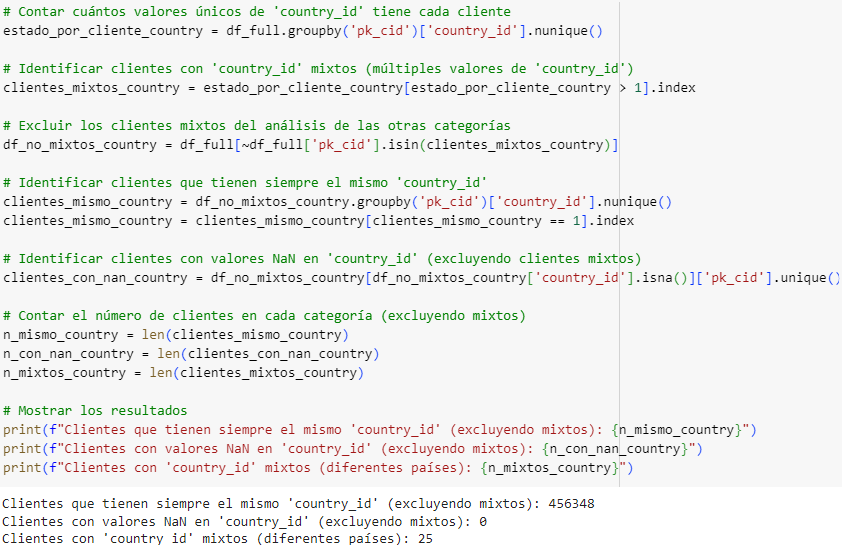 # Contar cuántos valores únicos de 'country_id' tiene cada cliente
estado_por_cliente_country = df_full.groupby('pk_cid')['country_id'].nunique()
# Identificar clientes con 'country_id' mixtos (múltiples valores de 'country_id')
clientes_mixtos_country = estado_por_cliente_country[estado_por_cliente_country > 1].index
# Excluir los clientes mixtos del análisis de las otras categorías
df_no_mixtos_country = df_full[~df_full['pk_cid'].isin(clientes_mixtos_country)]
# Identificar clientes que tienen siempre el mismo 'country_id'
clientes_mismo_country = df_no_mixtos_country.groupby('pk_cid')['country_id'].nunique()
clientes_mismo_country = clientes_mismo_country[clientes_mismo_country == 1].index
# Identificar clientes con valores NaN en 'country_id' (excluyendo clientes mixtos)
clientes_con_nan_country = df_no_mixtos_country[df_no_mixtos_country['country_id'].isna()]['pk_cid'].unique()
# Contar el número de clientes en cada categoría (excluyendo mixtos)
n_mismo_country = len(clientes_mismo_country)
n_con_nan_country = len(clientes_con_nan_country)
n_mixtos_country = len(clientes_mixtos_country)
# Mostrar los resultados
print(f"Clientes que tienen siempre el mismo 'country_id' (excluyendo mixtos): {n_mismo_country}")
print(f"Clientes con valores NaN en 'country_id' (excluyendo mixtos): {n_con_nan_country}")
print(f"Clientes con 'country_id' mixtos (diferentes países): {n_mixtos_country}")
Clientes que tienen siempre el mismo 'country_id' (excluyendo mixtos): 456348
Clientes con valores NaN en 'country_id' (excluyendo mixtos): 0
Clientes con 'country_id' mixtos (diferentes países): 25